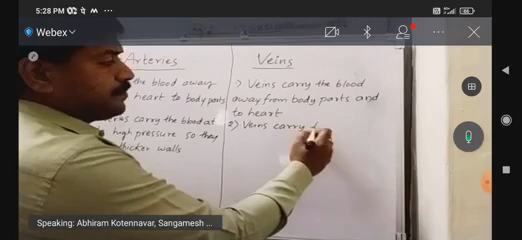 5:28 PM
Webex
Arteries
the blood away
heart to body parts
carry the blood at
high pressure so they
thicker walls
Veins
1) Veins carry the blood
away from body parts and
to heart
2) Veins carry t
Speaking: Abhiram Kotennavar, Sangamesh ...